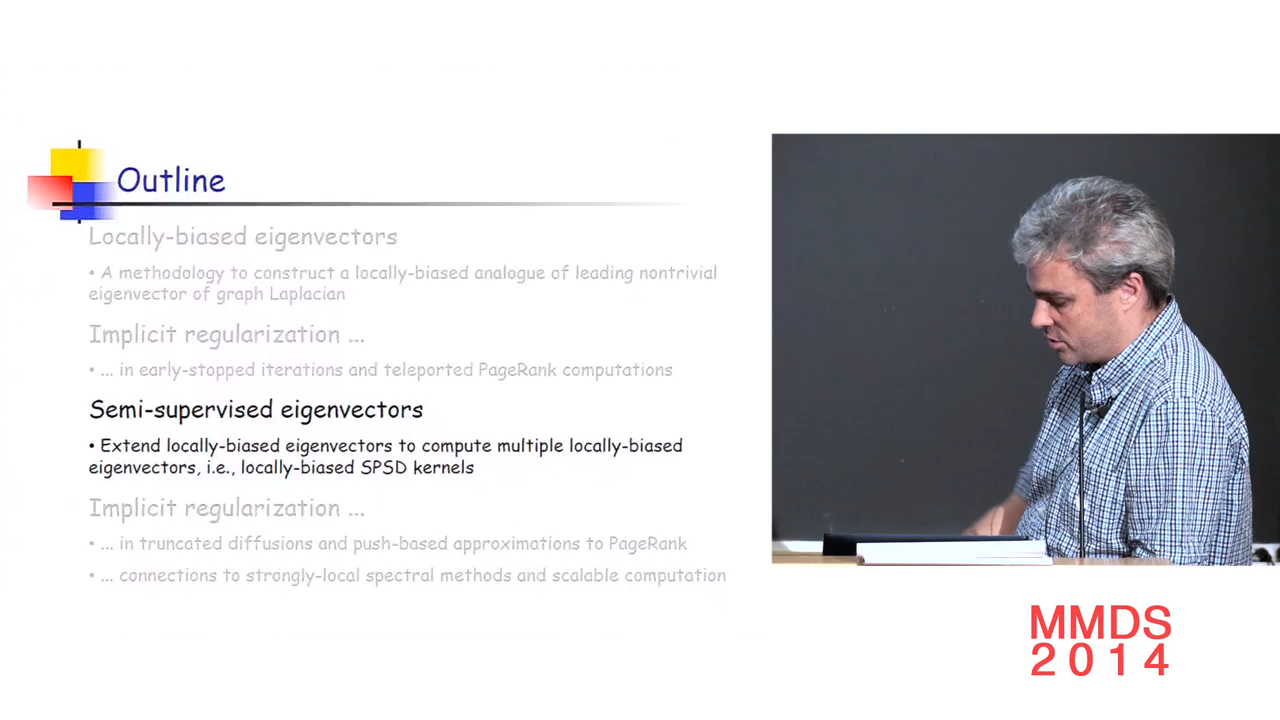 Outline
Locally-biased eigenvectors
• A methodology to construct a locally-biased analogue of leading nontrivial
eigenvector of graph Laplacian
Implicit regularization ...
• ... in early-stopped iterations and teleported PageRank computations
Semi-supervised eigenvectors
• Extend locally-biased eigenvectors to compute multiple locally-biased
eigenvectors, i.e., locally-biased SPSD kernels
Implicit regularization ...
• ... in truncated diffusions and push-based approximations to PageRank
• ... connections to strongly-local spectral methods and scalable computation
MMDS
2014